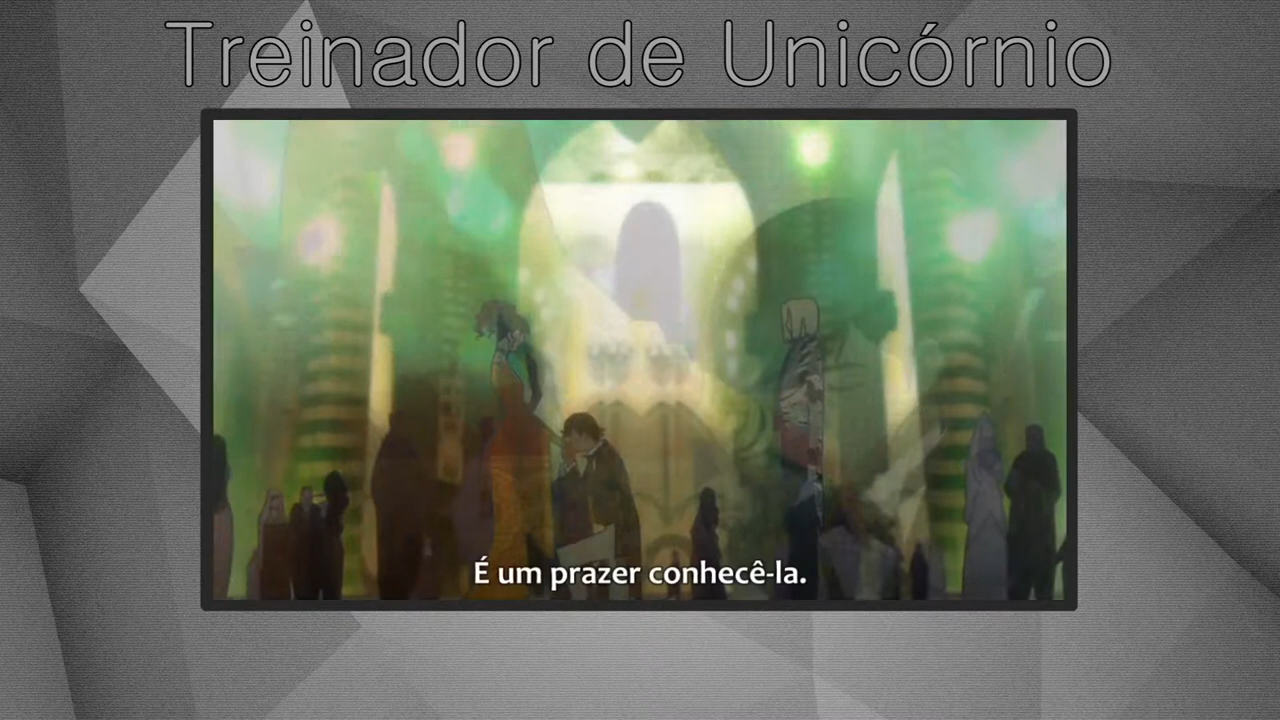 Treinador de Unicórnio
É um prazer conhecê-la.